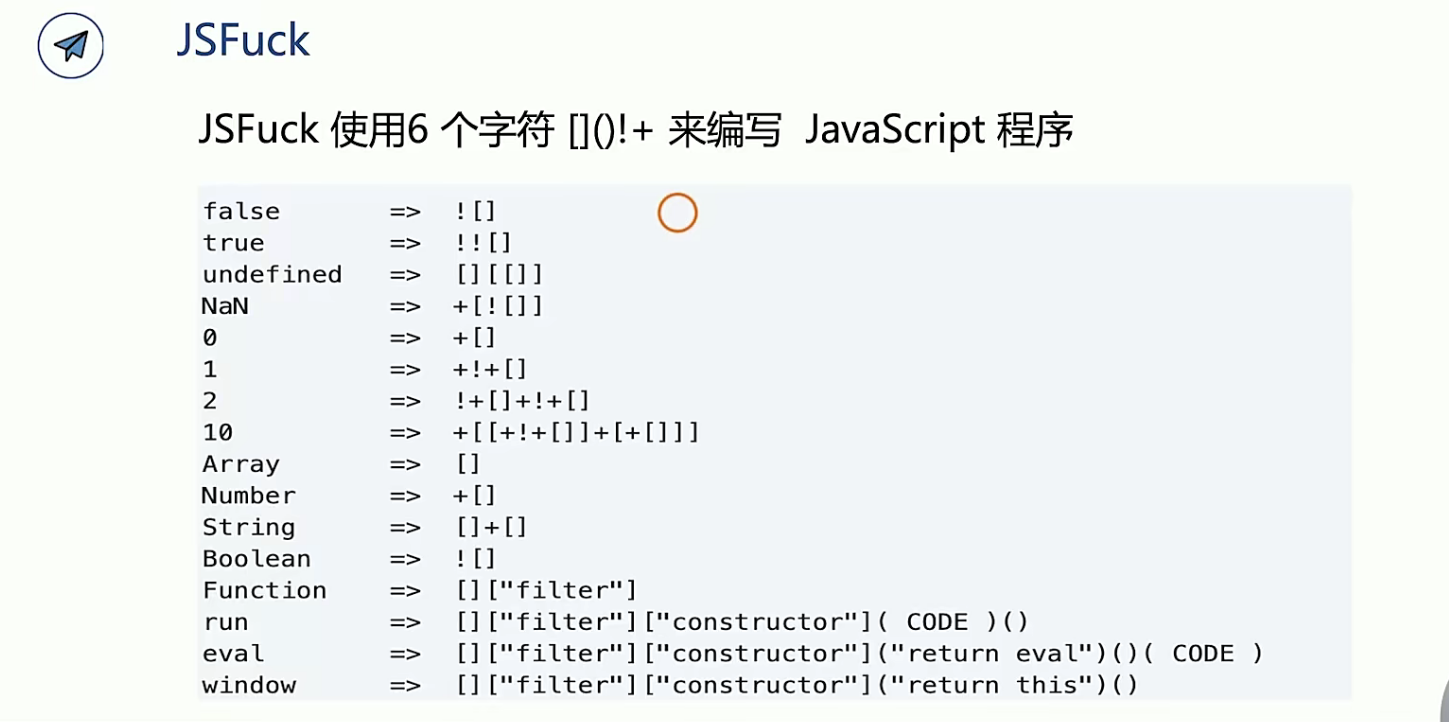 JSFuck
JSFuck 使用6 个字符 []()!+ 来编写 JavaScript 程序
false => ![]
true => !![]
undefined => [][[]]
NaN => +[![]]
0 => +[]
1 => +!+[]
2 => !+[]+!+[]
10 => +[[+!+[]]+[+[]]]
Array => []
Number => +[]
String => []+[]
Boolean => ![]
Function => []["filter"]
run => []["filter"]["constructor"]( CODE )()
eval => []["filter"]["constructor"]("return eval")()( CODE )
window => []["filter"]["constructor"]("return this")()